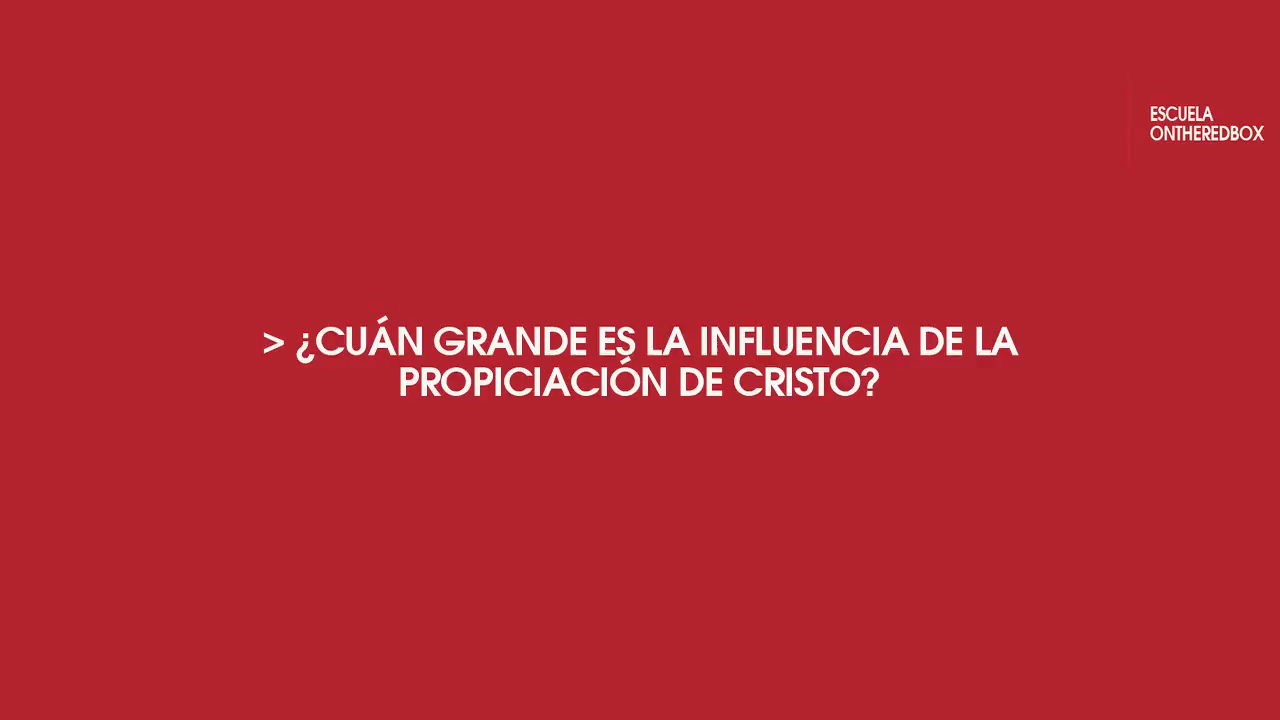 ESCUELA
ONTHEREDBOX
> ¿CUÁN GRANDE ES LA INFLUENCIA DE LA
PROPICIACIÓN DE CRISTO?